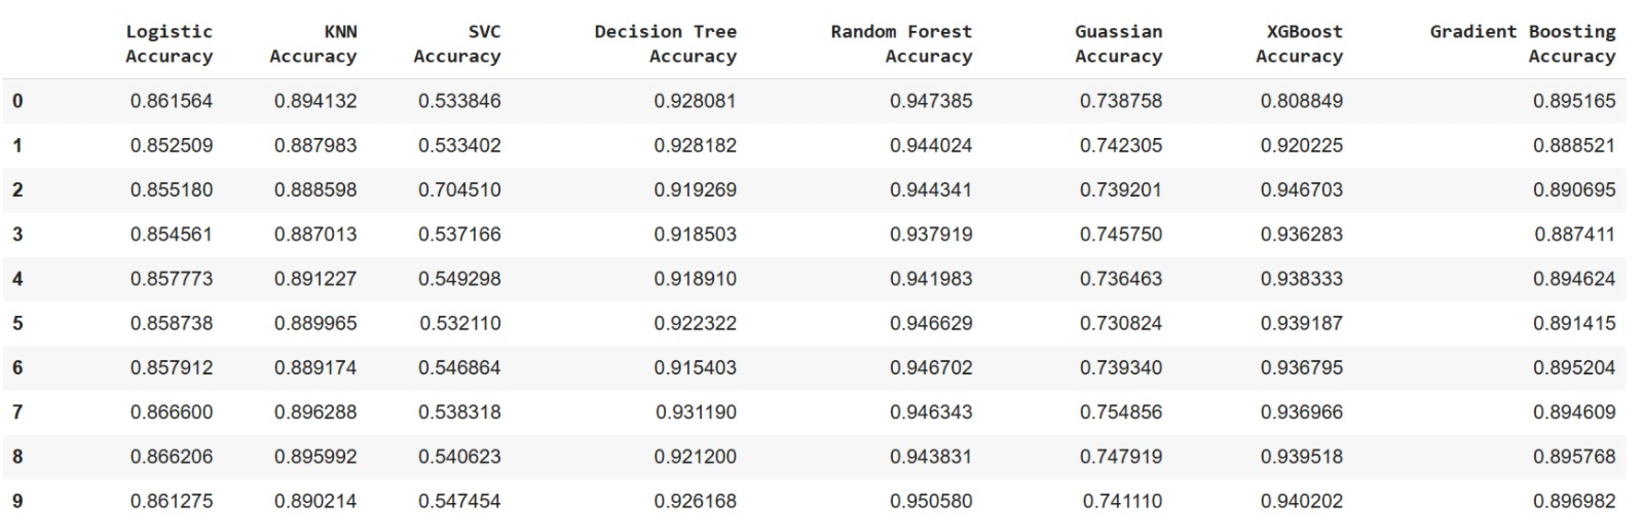 Logistic KNN SVC Decision Tree Random Forest Guassian XGBoost Gradient Boosting
Accuracy Accuracy Accuracy Accuracy Accuracy Accuracy Accuracy Accuracy
0 0.861564 0.894132 0.533846 0.928081 0.947385 0.738758 0.808849 0.895165
1 0.852509 0.887983 0.533402 0.928182 0.944024 0.742305 0.920225 0.888521
2 0.855180 0.888598 0.704510 0.919269 0.944341 0.739201 0.946703 0.890695
3 0.854561 0.887013 0.537166 0.918503 0.937919 0.745750 0.936283 0.887411
4 0.857773 0.891227 0.549298 0.918910 0.941983 0.736463 0.938333 0.894624
5 0.858738 0.889965 0.532110 0.922322 0.946629 0.730824 0.939187 0.891415
6 0.857912 0.889174 0.546864 0.915403 0.946702 0.739340 0.936795 0.895204
7 0.866600 0.896288 0.538318 0.931190 0.946343 0.754856 0.936966 0.894609
8 0.866206 0.895992 0.540623 0.921200 0.943831 0.747919 0.939518 0.895768
9 0.861275 0.890214 0.547454 0.926168 0.950580 0.741110 0.940202 0.896982